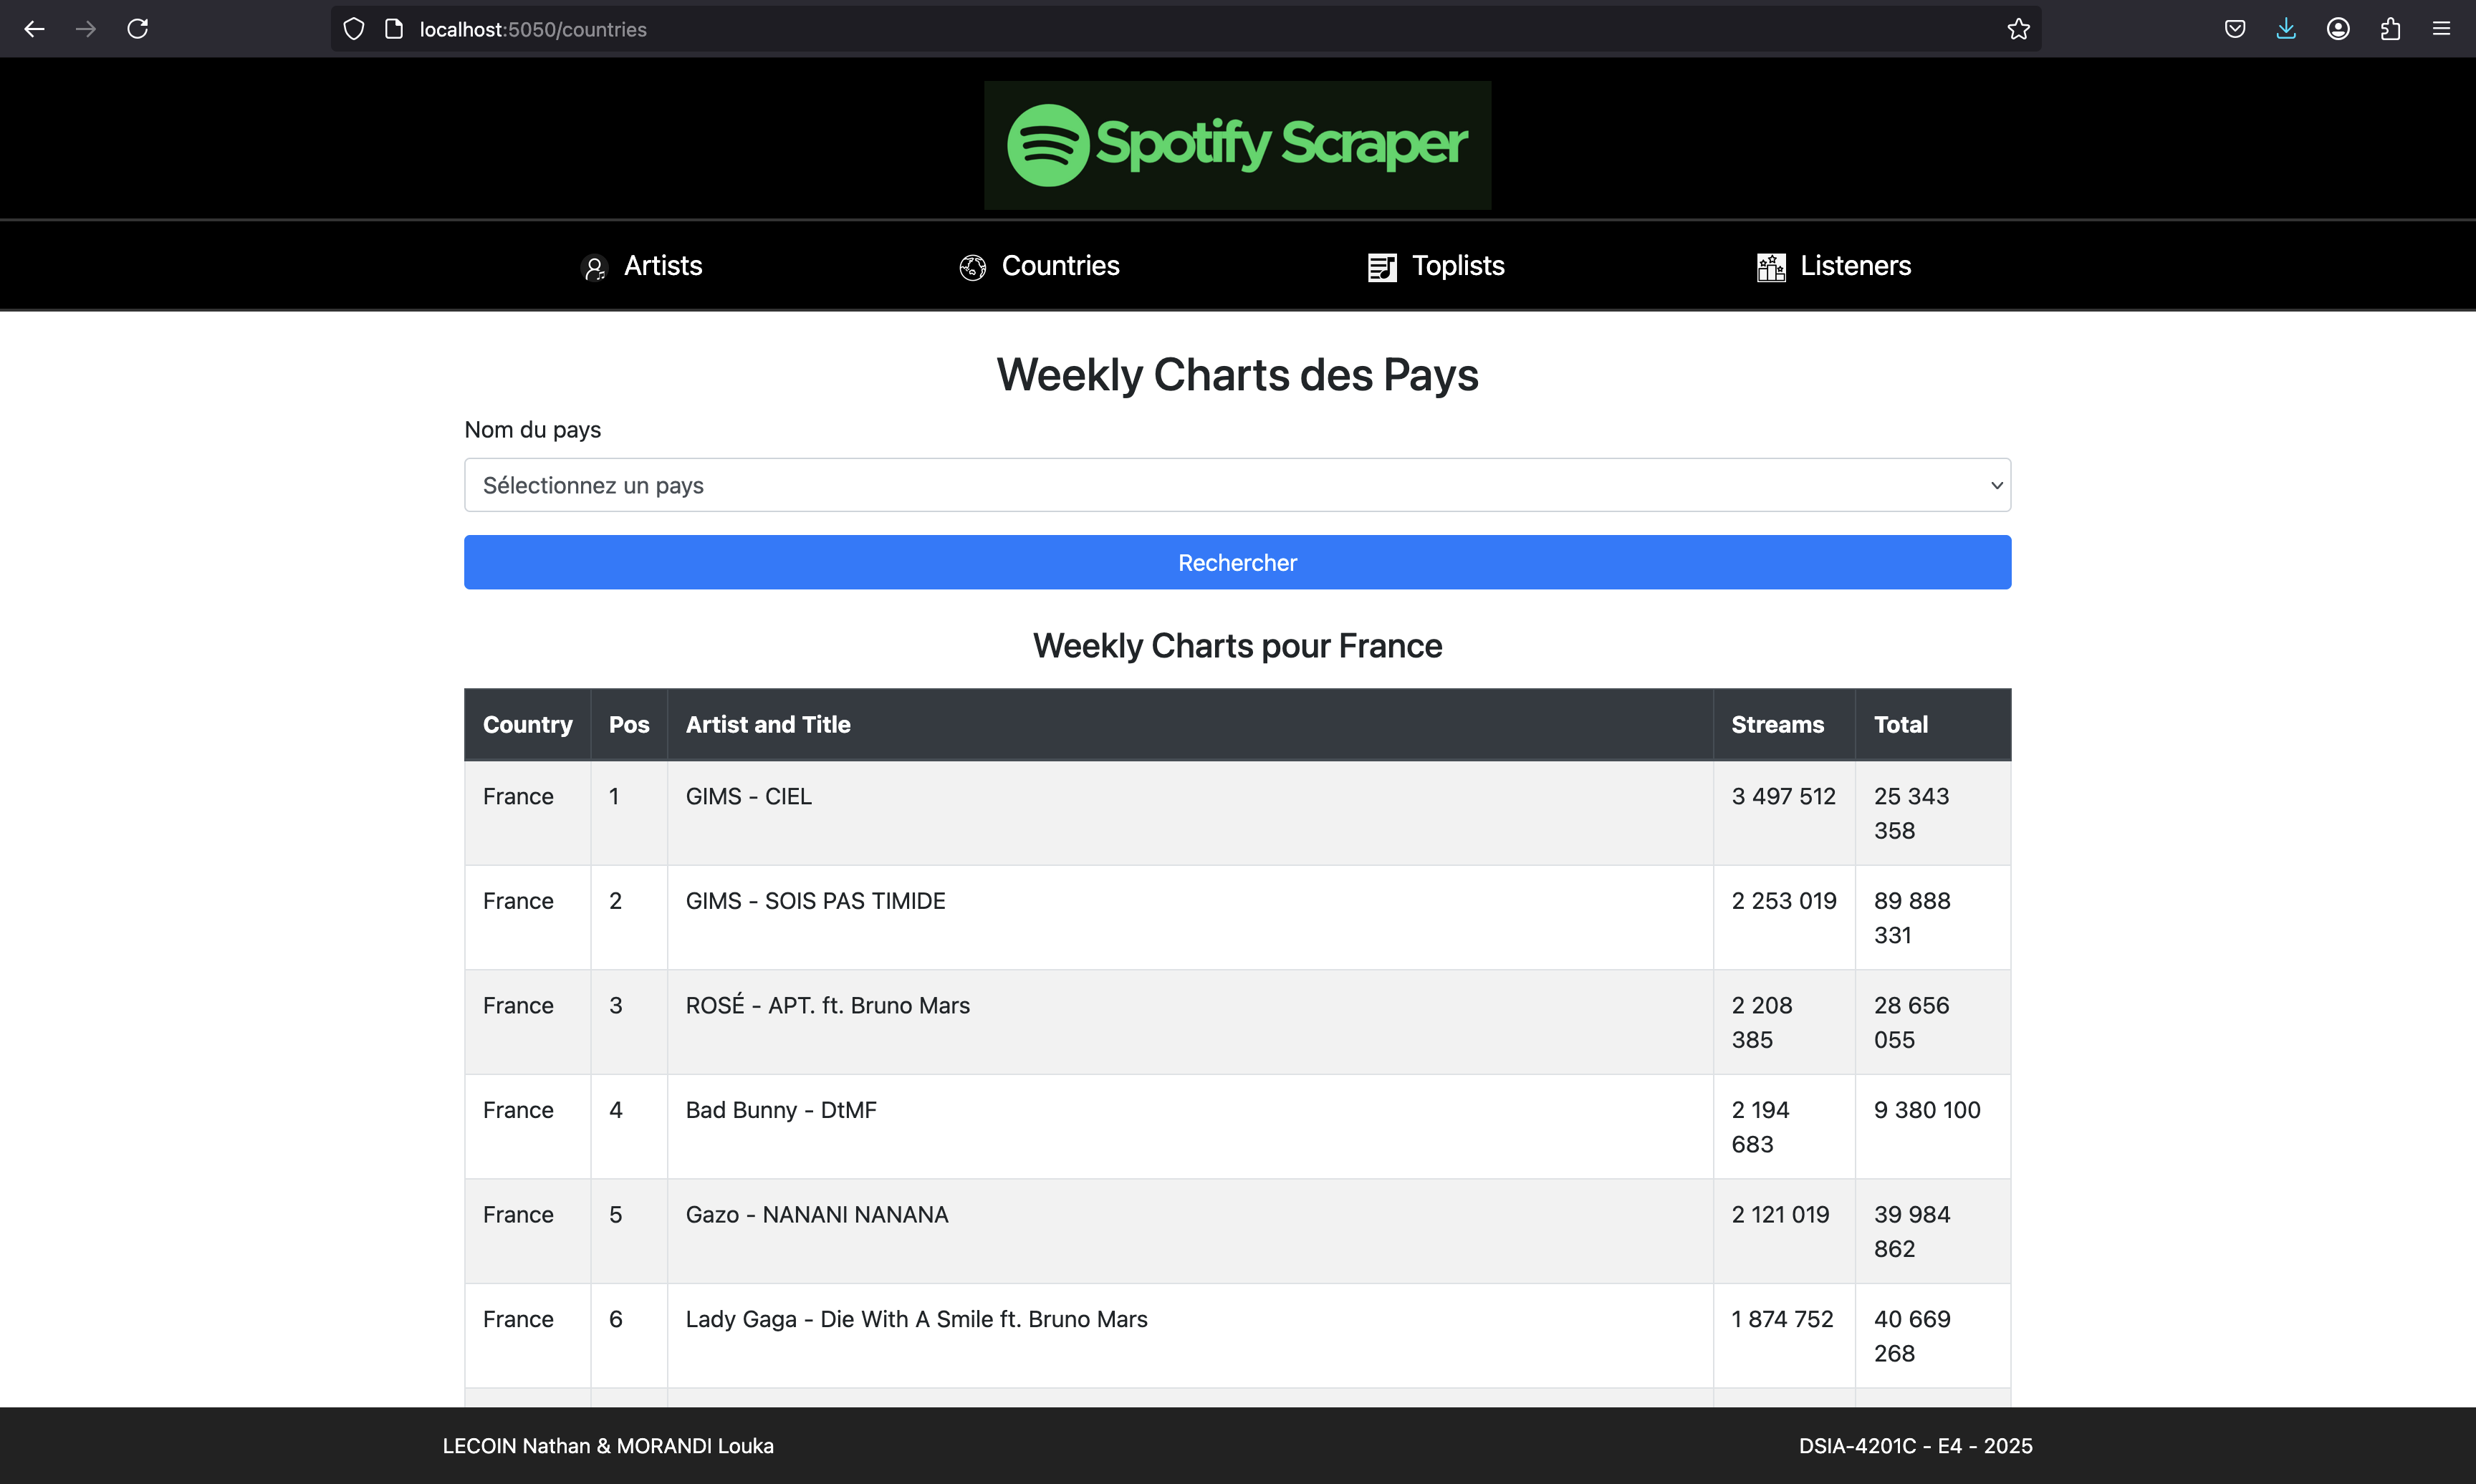 localhost:5050/countries
Spotify Scraper
Artists
Countries
Toplists
Listeners
Weekly Charts des Pays
Nom du pays
Sélectionnez un pays
Rechercher
Weekly Charts pour France
Country Pos Artist and Title Streams Total
France 1 GIMS - CIEL 3 497 512 25 343
358
France 2 GIMS - SOIS PAS TIMIDE 2 253 019 89 888
331
France 3 ROSÉ - APT. ft. Bruno Mars 2 208 28 656
385 055
France 4 Bad Bunny - DtMF 2 194 9 380 100
683
France 5 Gazo - NANANI NANANA 2 121 019 39 984
862
France 6 Lady Gaga - Die With A Smile ft. Bruno Mars 1 874 752 40 669
268
LECOIN Nathan & MORANDI Louka
DSIA-4201C - E4 - 2025